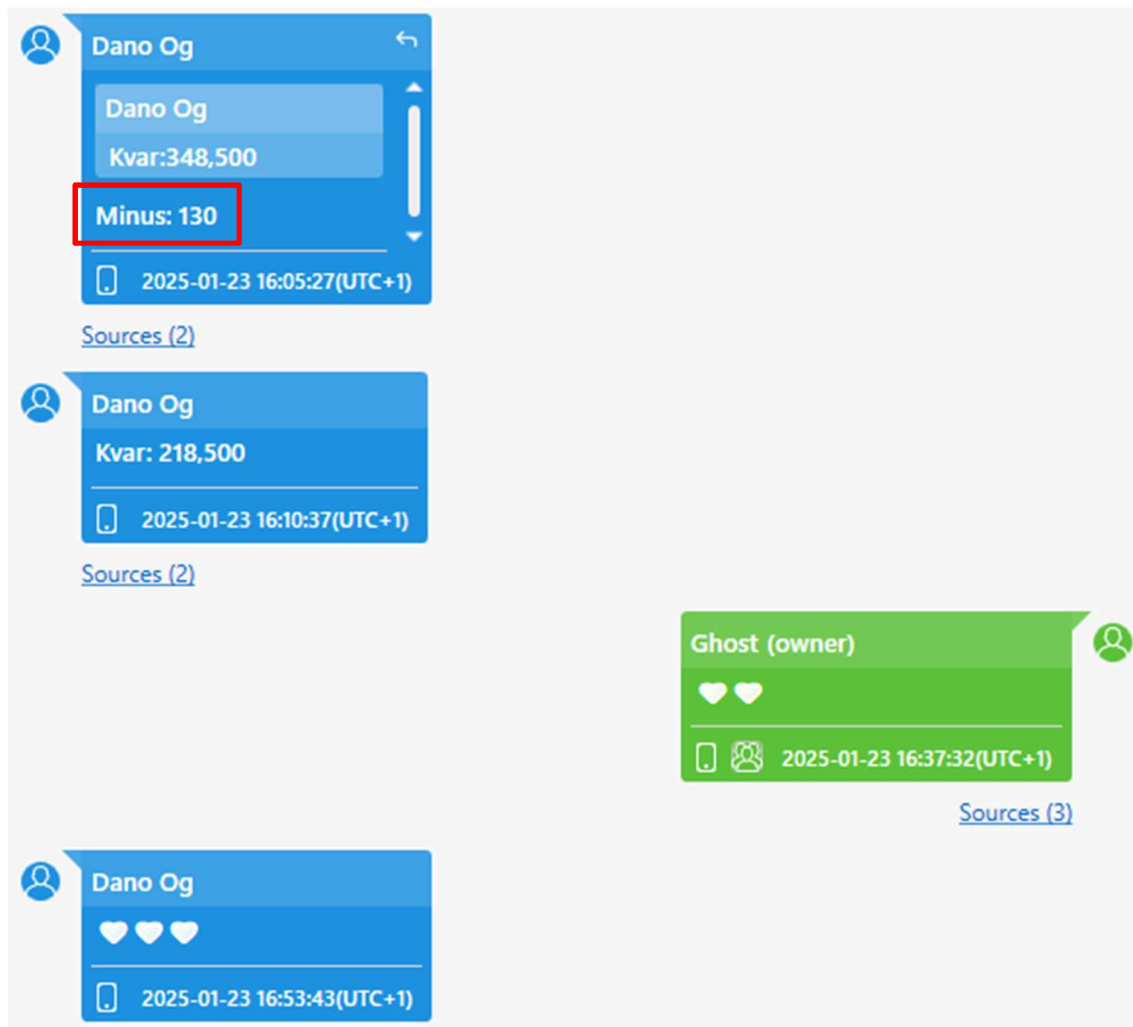 Dano Og
Dano Og
Kvar:348,500
Minus: 130
2025-01-23 16:05:27(UTC+1)
Sources (2)
Dano Og
Kvar: 218,500
2025-01-23 16:10:37(UTC+1)
Sources (2)
Ghost (owner)
🤍🤍
2025-01-23 16:37:32(UTC+1)
Sources (3)
Dano Og
🤍🤍🤍
2025-01-23 16:53:43(UTC+1)